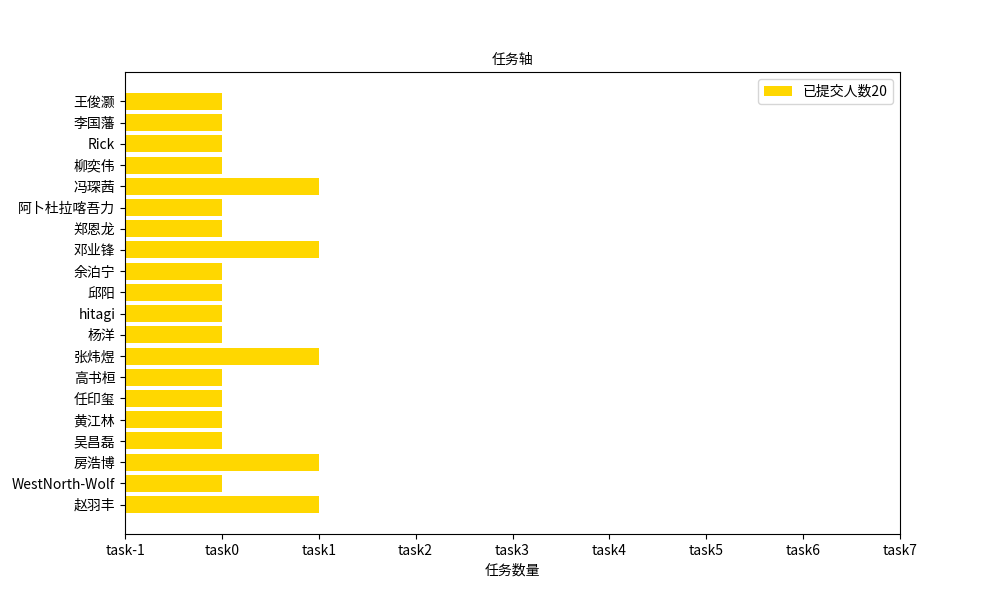 任务轴
已提交人数20
王俊灏
李国藩
Rick
柳奕伟
冯琛茜
阿卜杜拉喀吾力
郑恩龙
邓业锋
余泊宁
邱阳
hitagi
杨洋
张炜煜
高书桓
任印玺
黄江林
吴昌磊
房浩博
WestNorth-Wolf
赵羽丰
task-1 task0 task1 task2 task3 task4 task5 task6 task7
任务数量